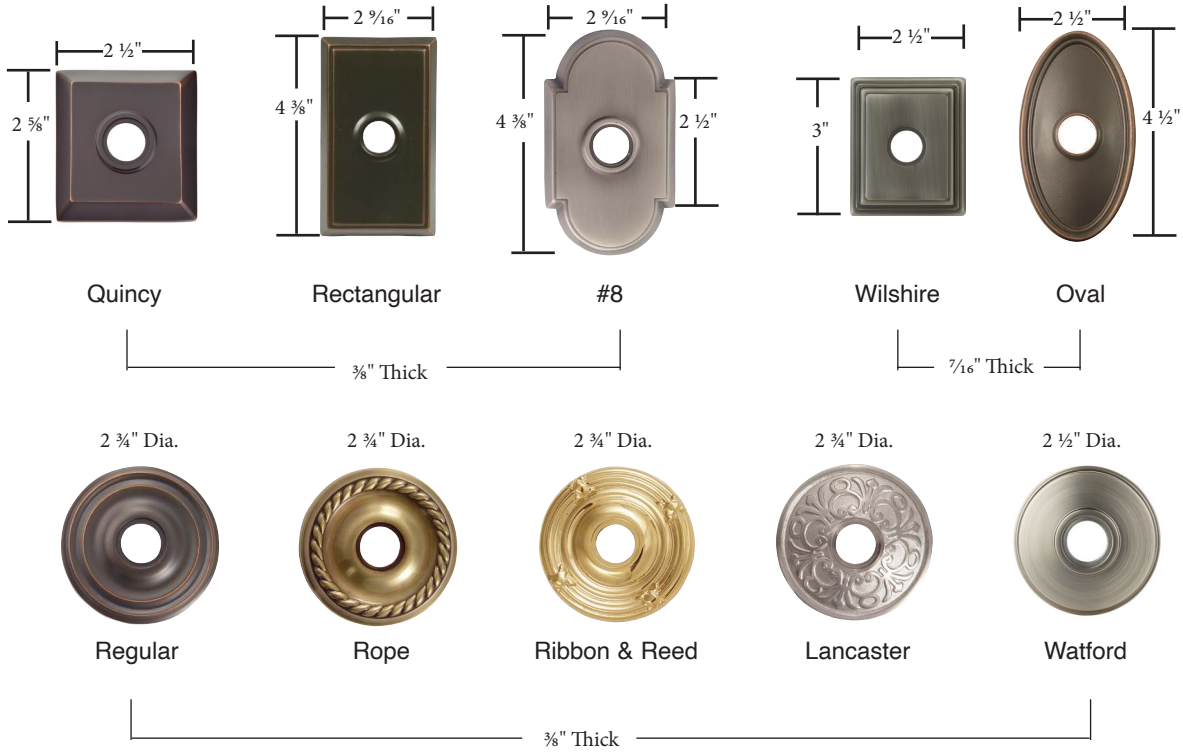 2 ½"
2 ⅝"
Quincy
2 9/16"
4 ⅜"
Rectangular
2 9/16"
4 ⅜"
2 ½"
#8
2 ½"
3"
Wilshire
2 ½"
4 ½"
Oval
⅜" Thick
7/16" Thick
2 ¾" Dia.
Regular
2 ¾" Dia.
Rope
2 ¾" Dia.
Ribbon & Reed
2 ¾" Dia.
Lancaster
2 ½" Dia.
Watford
⅜" Thick